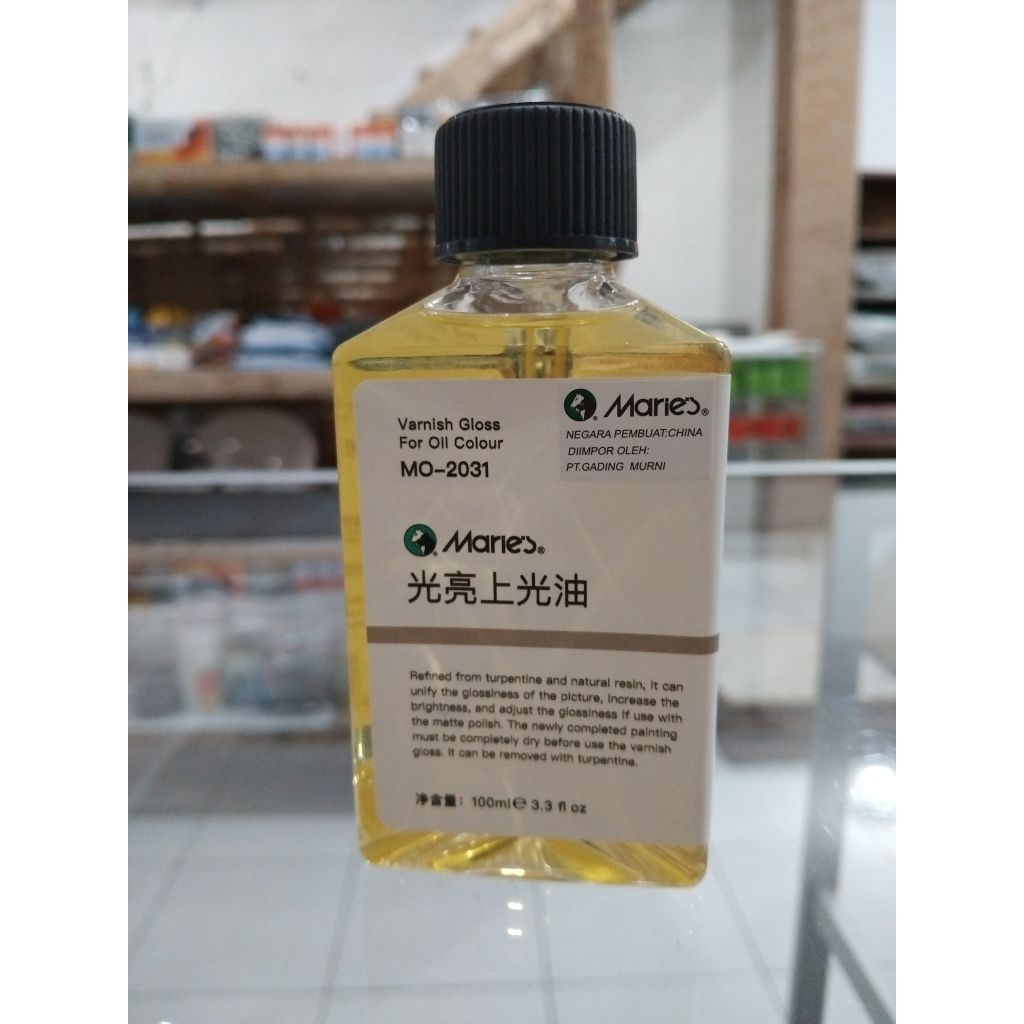 Varnish Gloss
For Oil Colour
MO-2031
Marie's®
NEGARA PEMBUAT:CHINA
DIIMPOR OLEH:
PT.GADING MURNI
Marie's®
光亮上光油
Refined from turpentine and natural resin, it can
unify the glossiness of the picture, increase the
brightness, and adjust the glossiness if use with
the matte polish. The newly completed painting
must be completely dry before use the varnish
gloss. It can be removed with turpentine.
净含量: 100ml℮ 3.3 fl oz